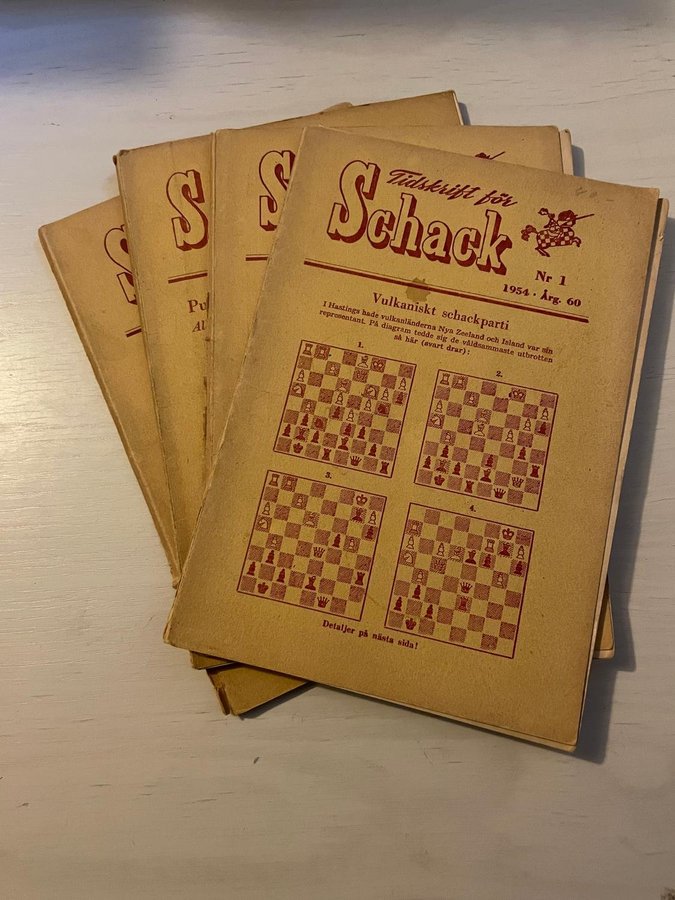 Tidskrift för
Schack
Nr 1
1954 · Årg. 60
Vulkaniskt schackparti
I Hastings hade vulkanländerna Nya Zeeland och Island var sin
representant. På diagram tedde sig de våldsammaste utbrotten
så här (svart drar):
1.
2.
3.
4.
Detaljer på nästa sida!
S
S
Pu
Al
S